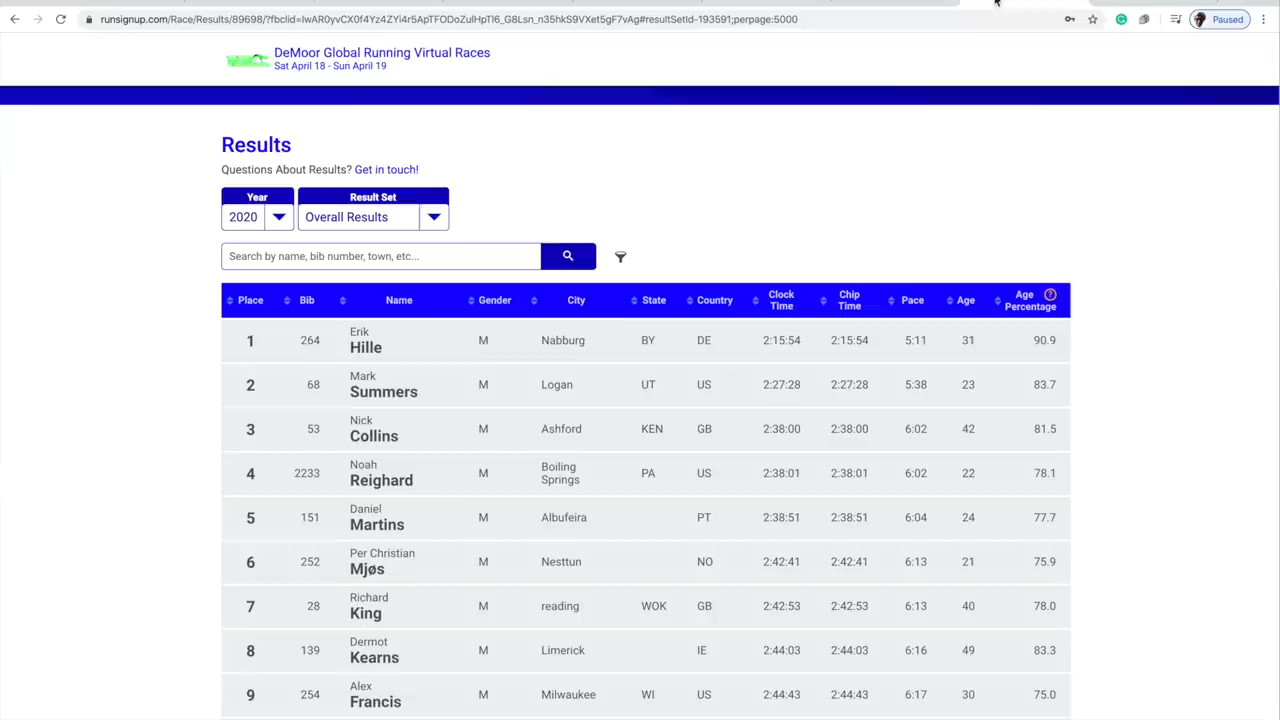 runsignup.com/Race/Results/89698/?fbclid=IwAR0yvCX0f4Yz4ZYi4r5ApTFODoZulHpTl6_G8Lsn_n35hkS9VXet5gF7vAg#resultSetId-193591;perpage:5000
Paused
DeMoor Global Running Virtual Races
Sat April 18 - Sun April 19
Results
Questions About Results? Get in touch!
Year Result Set
2020 Overall Results
Search by name, bib number, town, etc...
Place Bib Name Gender City State Country Clock Time Chip Time Pace Age Age Percentage ?
1 264 Erik Hille M Nabburg BY DE 2:15:54 2:15:54 5:11 31 90.9
2 68 Mark Summers M Logan UT US 2:27:28 2:27:28 5:38 23 83.7
3 53 Nick Collins M Ashford KEN GB 2:38:00 2:38:00 6:02 42 81.5
4 2233 Noah Reighard M Boiling Springs PA US 2:38:01 2:38:01 6:02 22 78.1
5 151 Daniel Martins M Albufeira PT 2:38:51 2:38:51 6:04 24 77.7
6 252 Per Christian Mjøs M Nesttun NO 2:42:41 2:42:41 6:13 21 75.9
7 28 Richard King M reading WOK GB 2:42:53 2:42:53 6:13 40 78.0
8 139 Dermot Kearns M Limerick IE 2:44:03 2:44:03 6:16 49 83.3
9 254 Alex Francis M Milwaukee WI US 2:44:43 2:44:43 6:17 30 75.0